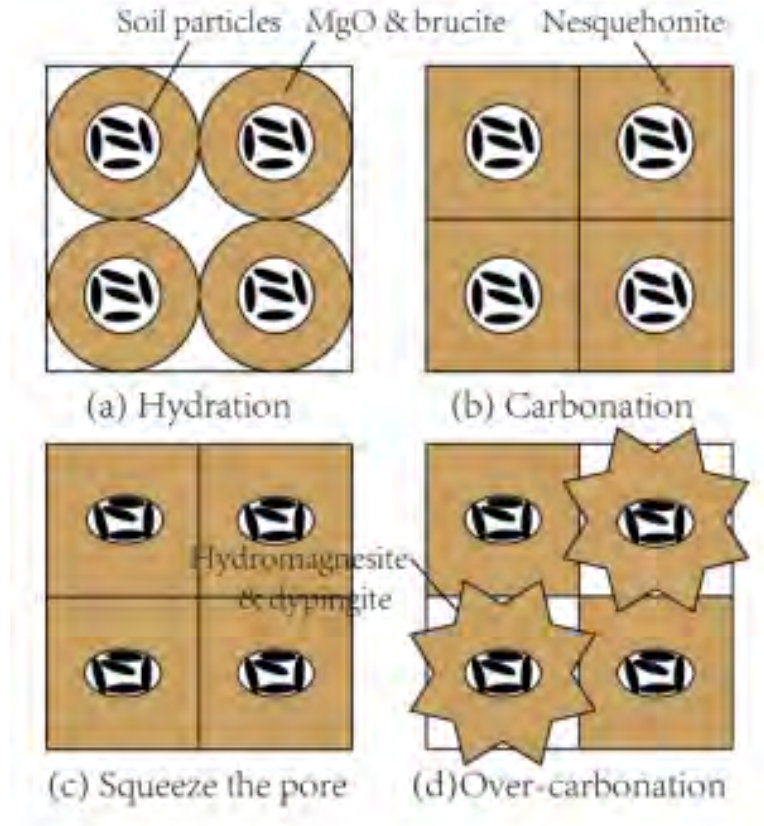 Soil particles MgO & brucite Nesquehonite
(a) Hydration (b) Carbonation
Hydromagnesite
& dypingite
(c) Squeeze the pore (d)Over-carbonation